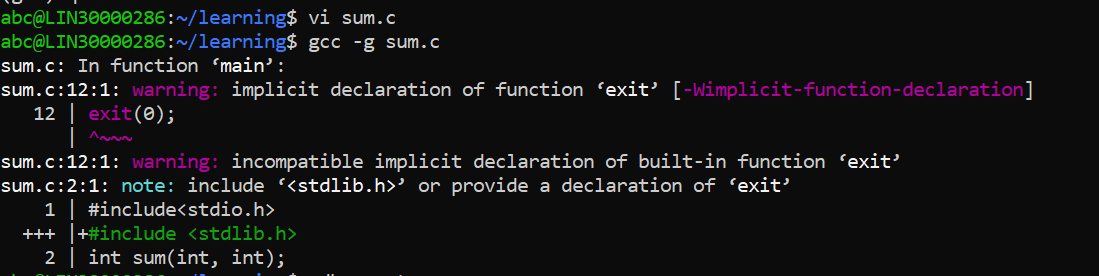 abc@LIN30000286:~/learning$ vi sum.c
abc@LIN30000286:~/learning$ gcc -g sum.c
sum.c: In function ‘main’:
sum.c:12:1: warning: implicit declaration of function ‘exit’ [-Wimplicit-function-declaration]
   12 | exit(0);
      | ^~~~
sum.c:12:1: warning: incompatible implicit declaration of built-in function ‘exit’
sum.c:2:1: note: include ‘<stdlib.h>’ or provide a declaration of ‘exit’
    1 | #include<stdio.h>
  +++ |+#include <stdlib.h>
    2 | int sum(int, int);